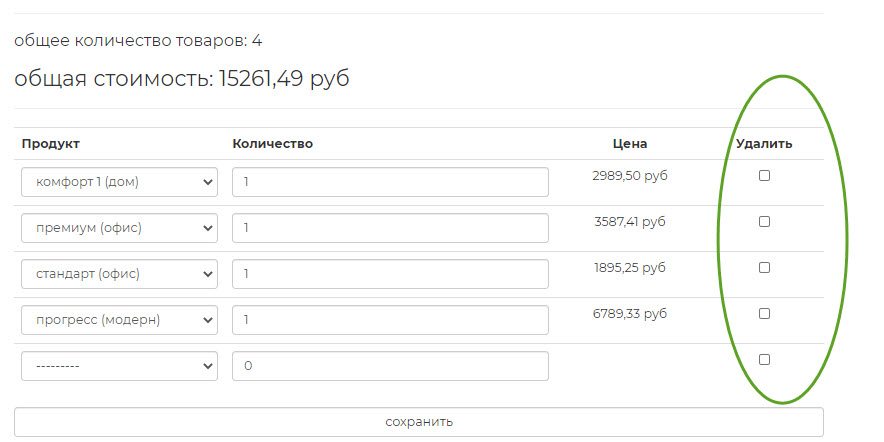 общее количество товаров: 4
общая стоимость: 15261,49 руб
Продукт Количество Цена Удалить
комфорт 1 (дом) 1 2989,50 руб
премиум (офис) 1 3587,41 руб
стандарт (офис) 1 1895,25 руб
прогресс (модерн) 1 6789,33 руб
--------- 0
сохранить